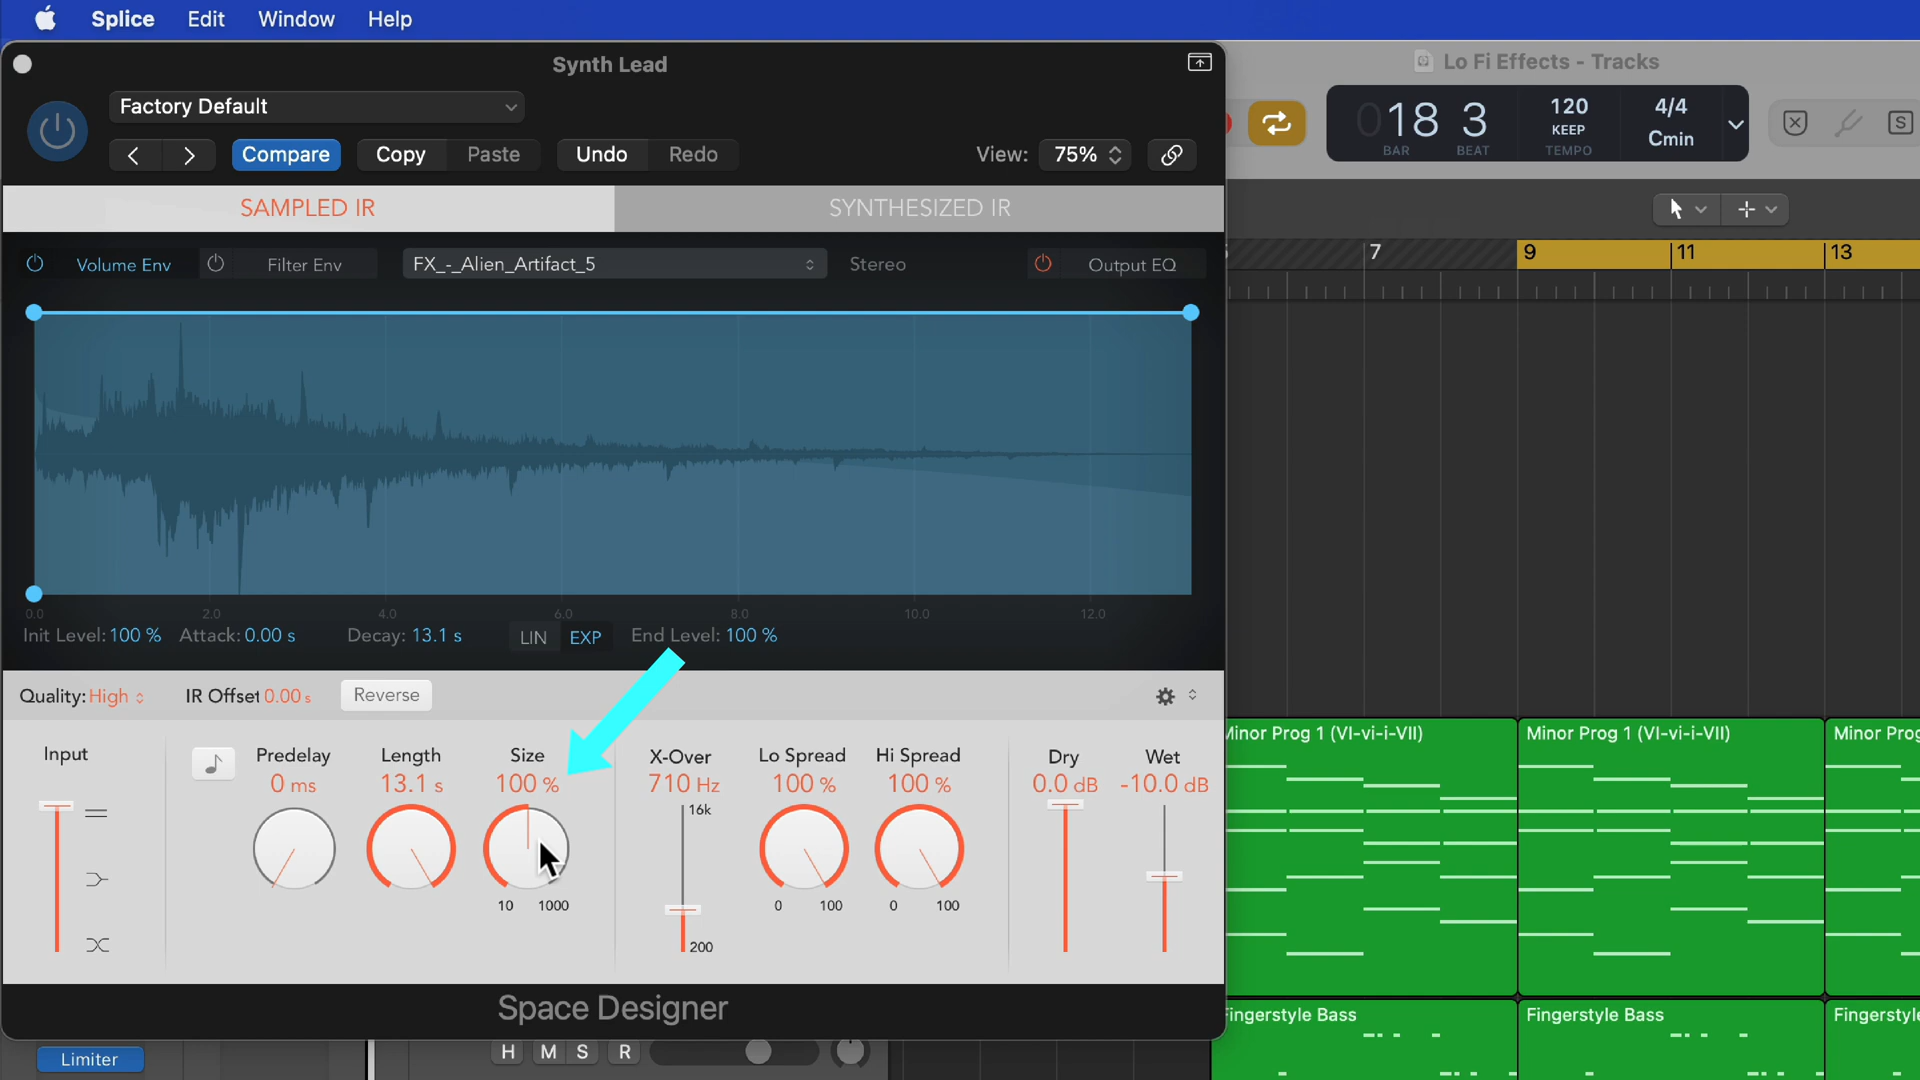 Splice Edit Window Help
Synth Lead
Lo Fi Effects - Tracks
Factory Default
Compare Copy Paste Undo Redo View: 75%
018 3 120 4/4
KEEP Cmin
BAR BEAT TEMPO
S
SAMPLED IR SYNTHESIZED IR
Volume Env Filter Env FX_-_Alien_Artifact_5 Stereo Output EQ
7 9 11 13
0.0 2.0 4.0 6.0 8.0 10.0 12.0
Init Level: 100 % Attack: 0.00 s Decay: 13.1 s LIN EXP End Level: 100 %
Quality: High IR Offset 0.00 s Reverse
Input Predelay Length Size X-Over Lo Spread Hi Spread Dry Wet
0 ms 13.1 s 100 % 710 Hz 100 % 100 % 0.0 dB -10.0 dB
16k
10 1000 0 100 0 100
200
Space Designer
Minor Prog 1 (VI-vi-i-VII) Minor Prog 1 (VI-vi-i-VII) Minor Prog
Fingerstyle Bass Fingerstyle Bass Fingerstyle
Limiter H M S R